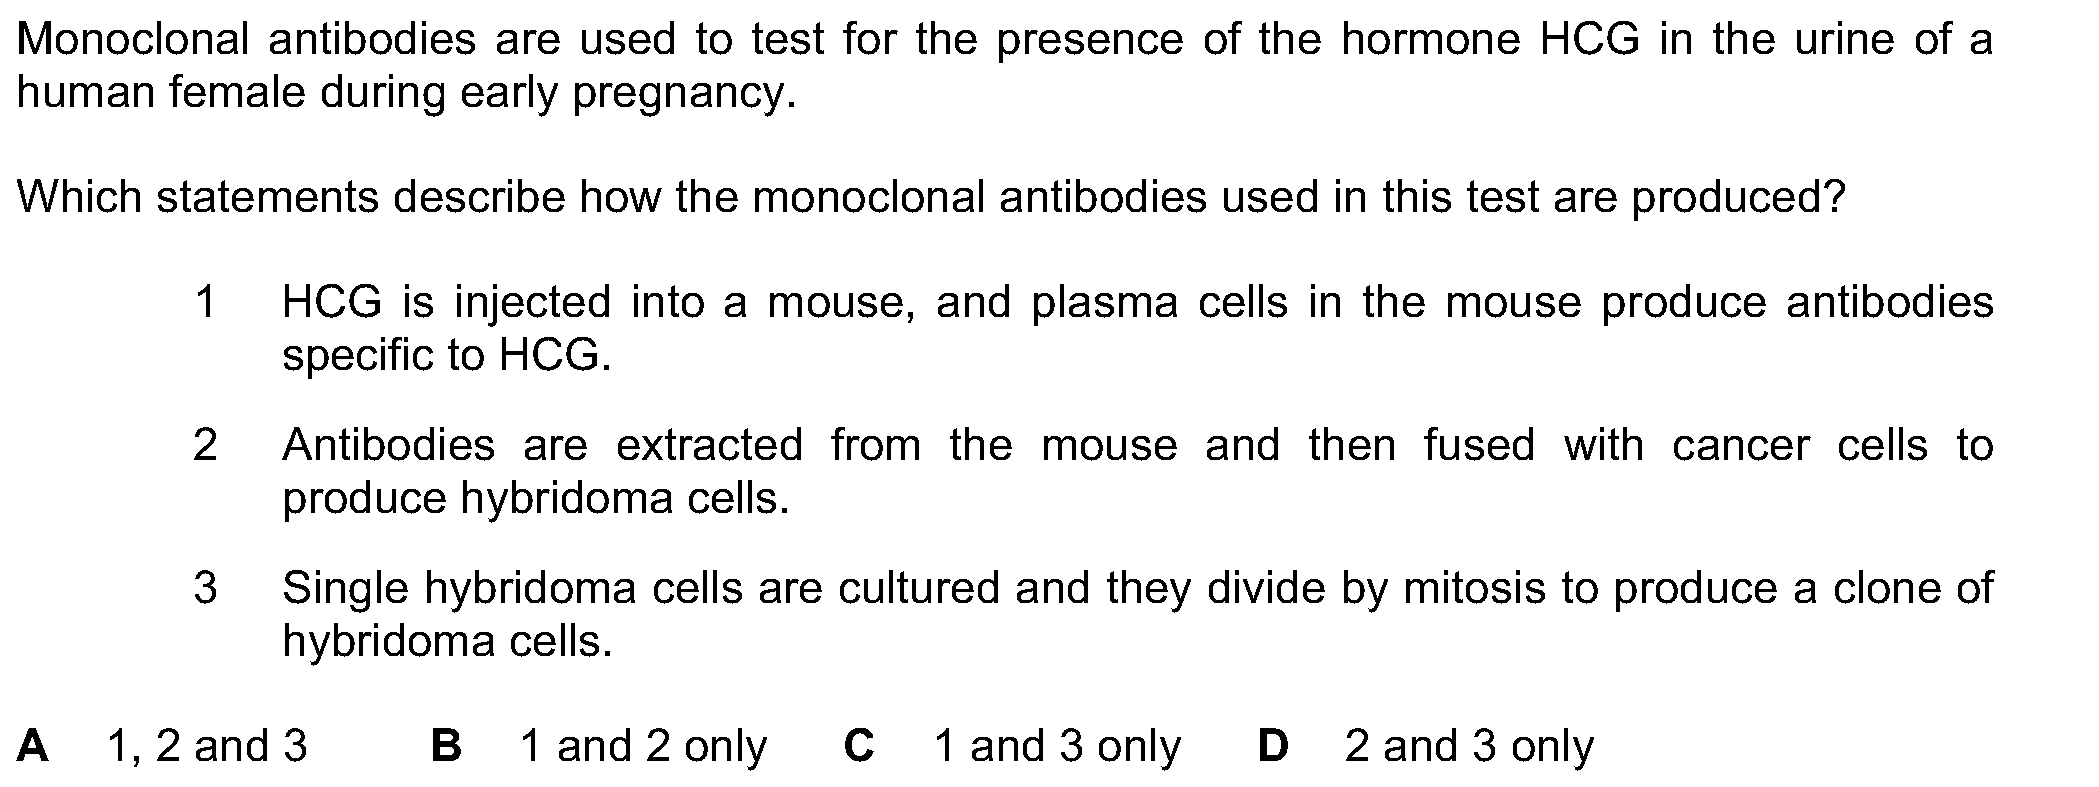 Monoclonal antibodies are used to test for the presence of the hormone HCG in the urine of a
human female during early pregnancy.
Which statements describe how the monoclonal antibodies used in this test are produced?
1 HCG is injected into a mouse, and plasma cells in the mouse produce antibodies
specific to HCG.
2 Antibodies are extracted from the mouse and then fused with cancer cells to
produce hybridoma cells.
3 Single hybridoma cells are cultured and they divide by mitosis to produce a clone of
hybridoma cells.
A 1, 2 and 3 B 1 and 2 only C 1 and 3 only D 2 and 3 only